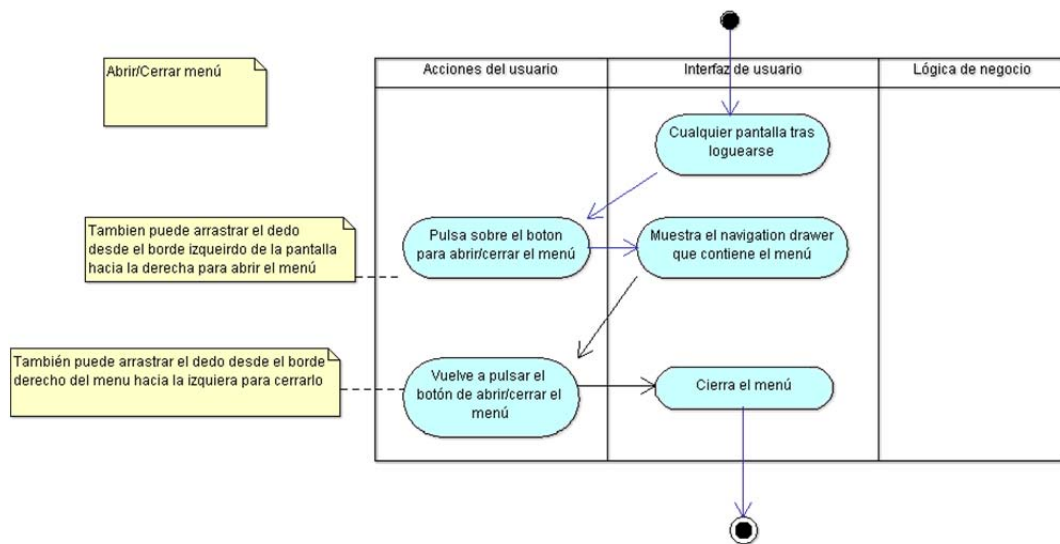 Abrir/Cerrar menú
Acciones del usuario
Interfaz de usuario
Lógica de negocio
Cualquier pantalla tras
loguearse
Tambien puede arrastrar el dedo
desde el borde izqueirdo de la pantalla
hacia la derecha para abrir el menú
Pulsa sobre el boton
para abrir/cerrar el menú
Muestra el navigation drawer
que contiene el menú
También puede arrastrar el dedo desde el borde
derecho del menu hacia la izquiera para cerrarlo
Vuelve a pulsar el
botón de abrir/cerrar el
menú
Cierra el menú